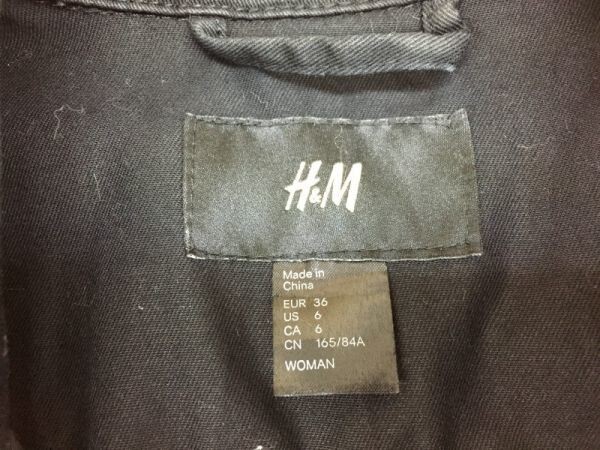 H&M
Made in
China
EUR 36
US 6
CA 6
CN 165/84A
WOMAN